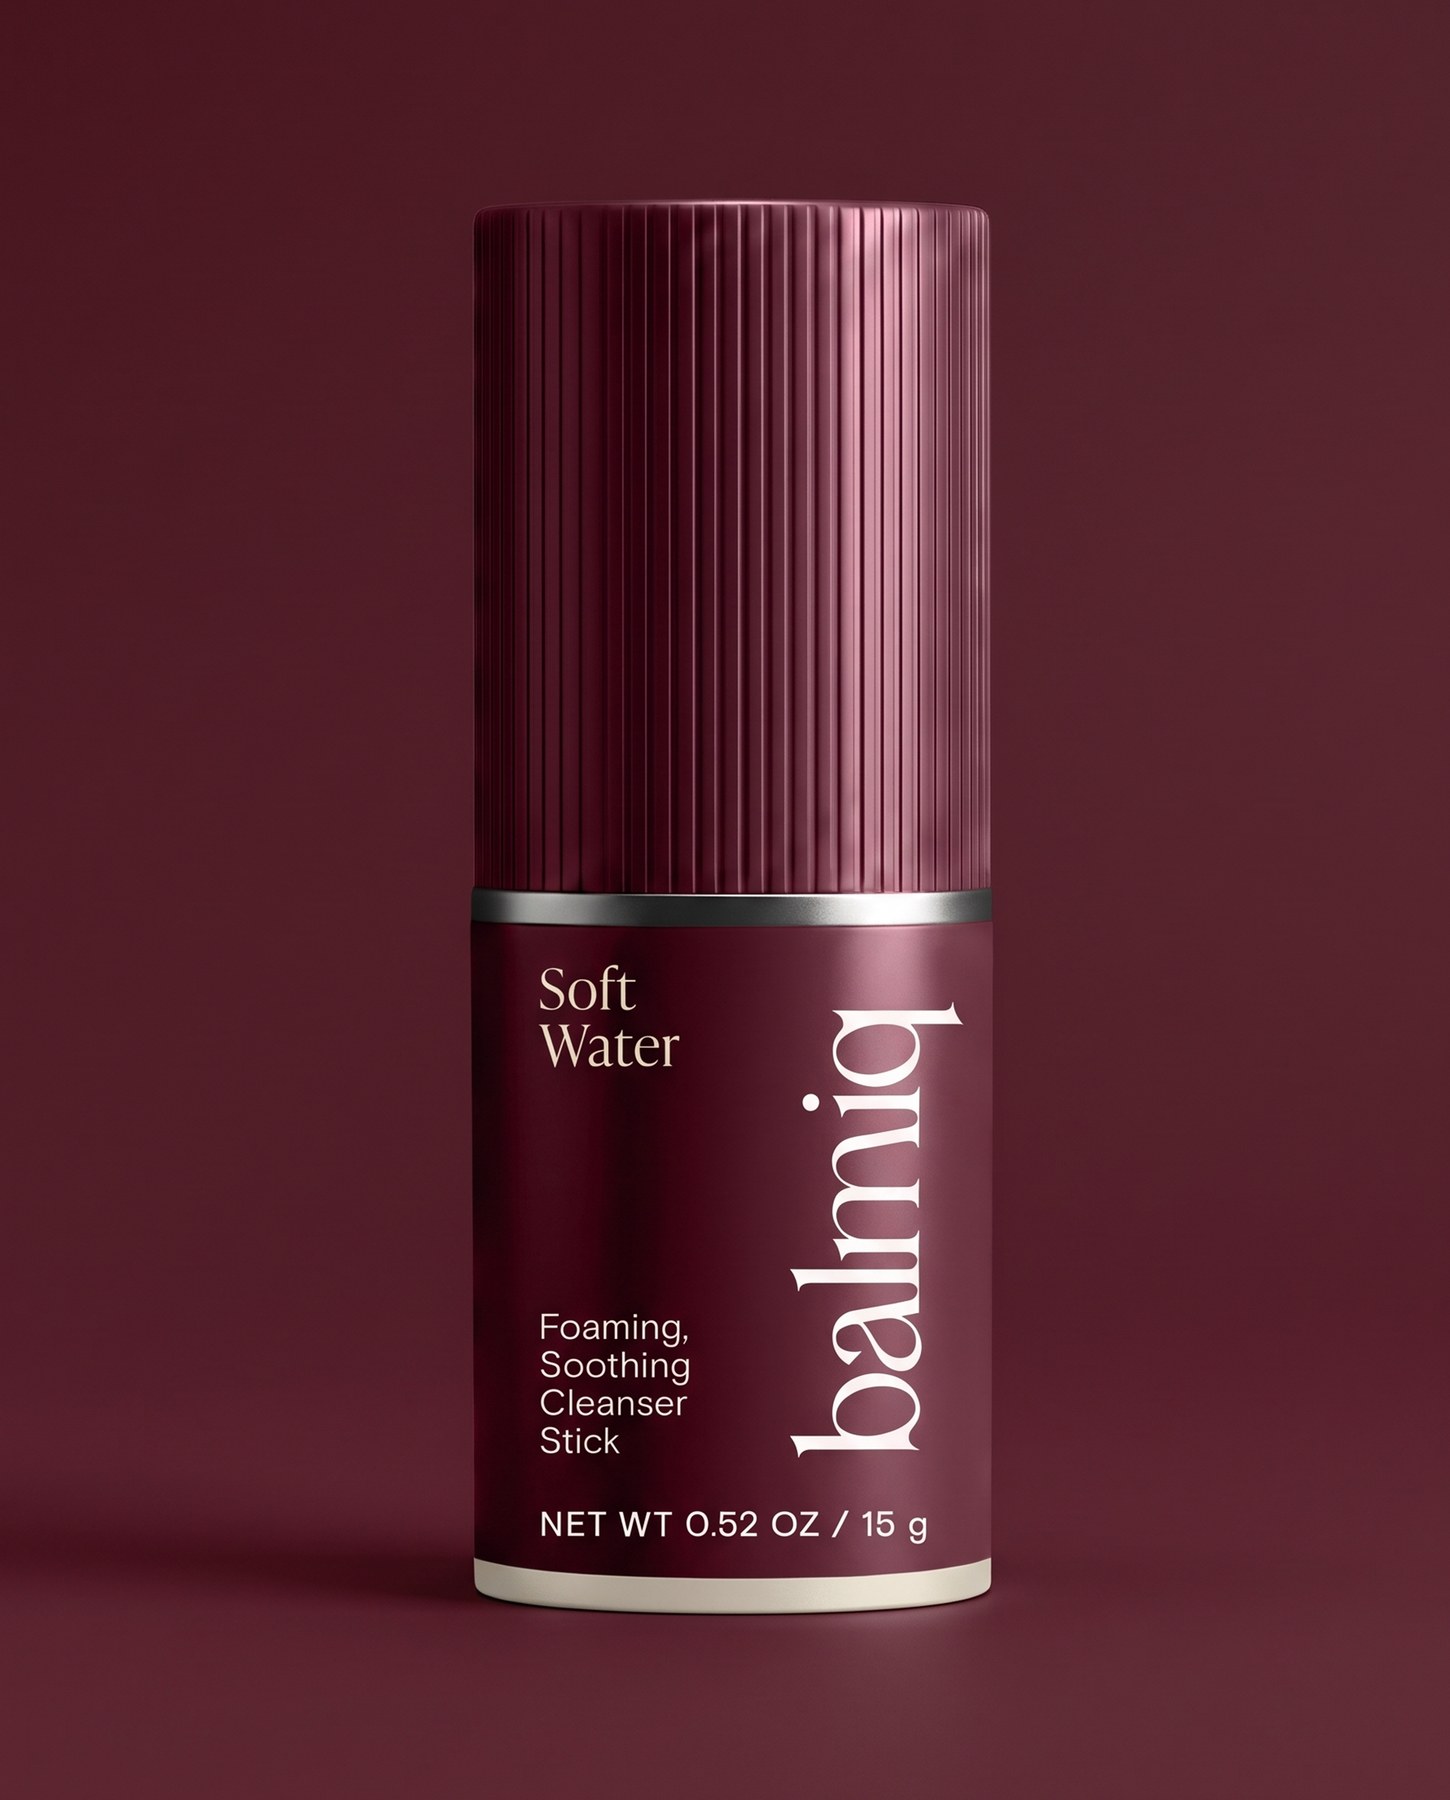 Soft
Water
balmiq
Foaming,
Soothing
Cleanser
Stick
NET WT 0.52 OZ / 15 g